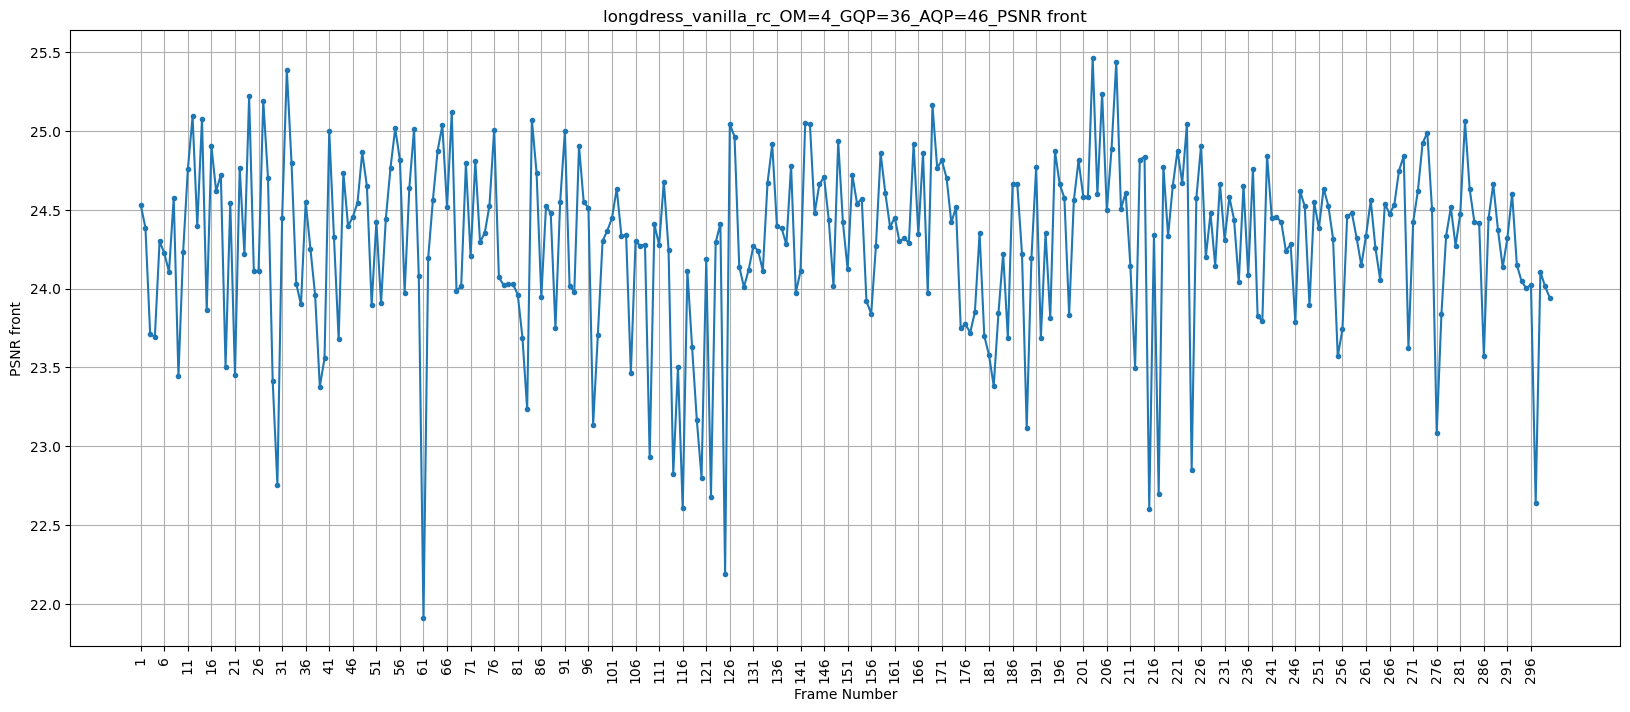 longdress_vanilla_rc_OM=4_GQP=36_AQP=46_PSNR front
25.5
25.0
24.5
24.0
23.5
23.0
22.5
22.0
PSNR front
1 6 11 16 21 26 31 36 41 46 51 56 61 66 71 76 81 86 91 96 101 106 111 116 121 126 131 136 141 146 151 156 161 166 171 176 181 186 191 196 201 206 211 216 221 226 231 236 241 246 251 256 261 266 271 276 281 286 291 296
Frame Number